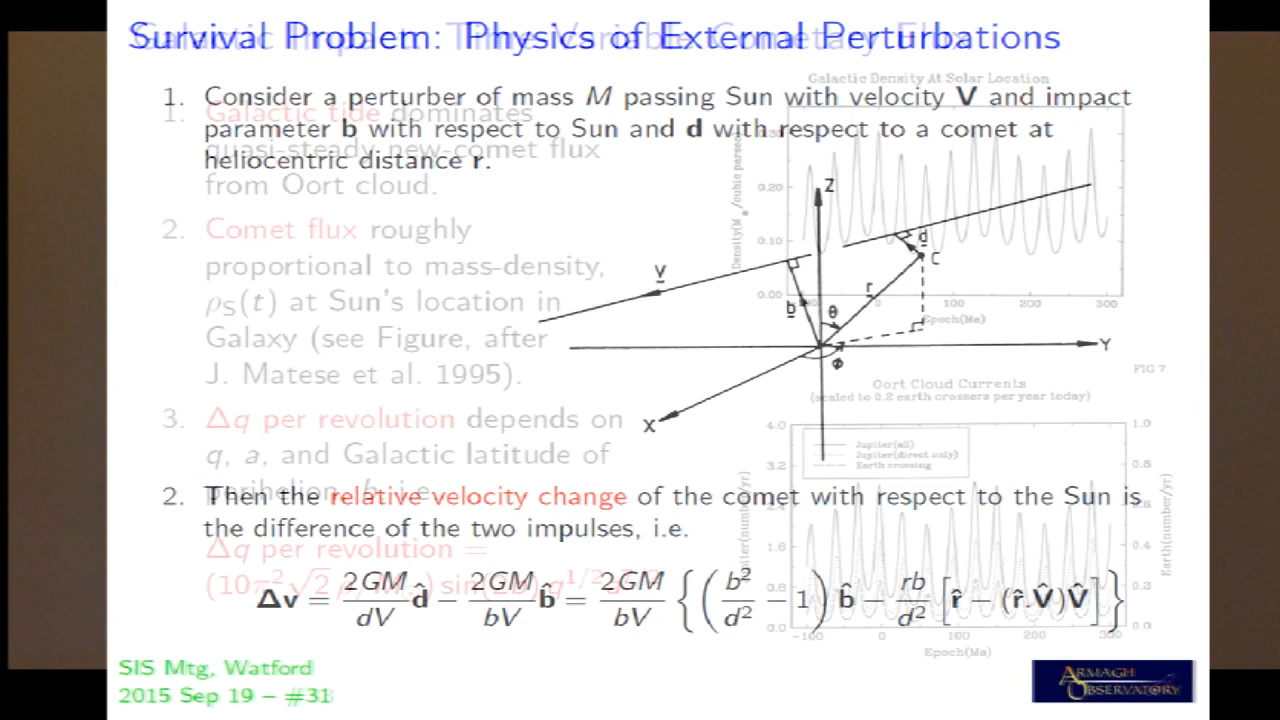 Survival Problem: Physics of External Perturbations
1. Consider a perturber of mass M passing Sun with velocity V and impact
parameter b with respect to Sun and d with respect to a comet at
heliocentric distance r.
Galactic Density At Solar Location
1. Galactic tide dominates
quasi-steady new-comet flux
from Oort cloud.
2. Comet flux roughly
proportional to mass-density,
ρS(t) at Sun's location in
Galaxy (see Figure, after
J. Matese et al. 1995).
3. Δq per revolution depends on
q, a, and Galactic latitude of
Z
0.20
0.10
0.00
d
C
r
V
b
θ
0 100 200 300
Epoch(Ma)
Y
Φ
X
FIG 7
Oort Cloud Currents
(scaled to 0.2 earth crossers per year today)
4.0
3.2
2.4
1.6
0.8
0.0
Jupiter(all)
Jupiter(direct only)
Earth crossing
1.0
0.8
0.6
0.4
0.3
0.0
Earth(number/yr)
2. Then the relative velocity change of the comet with respect to the Sun is
the difference of the two impulses, i.e.
Δq per revolution =
Δv = 2GM/dV d̂ − 2GM/bV b̂ = 2GM/bV { ( b²/d² − 1 ) b̂ − rb/d² [ r̂ − (r̂.V̂)V̂ ] }
−100 0 100 200 300
Epoch(Ma)
SIS Mtg, Watford
2015 Sep 19 – #31
ARMAGH
OBSERVATORY